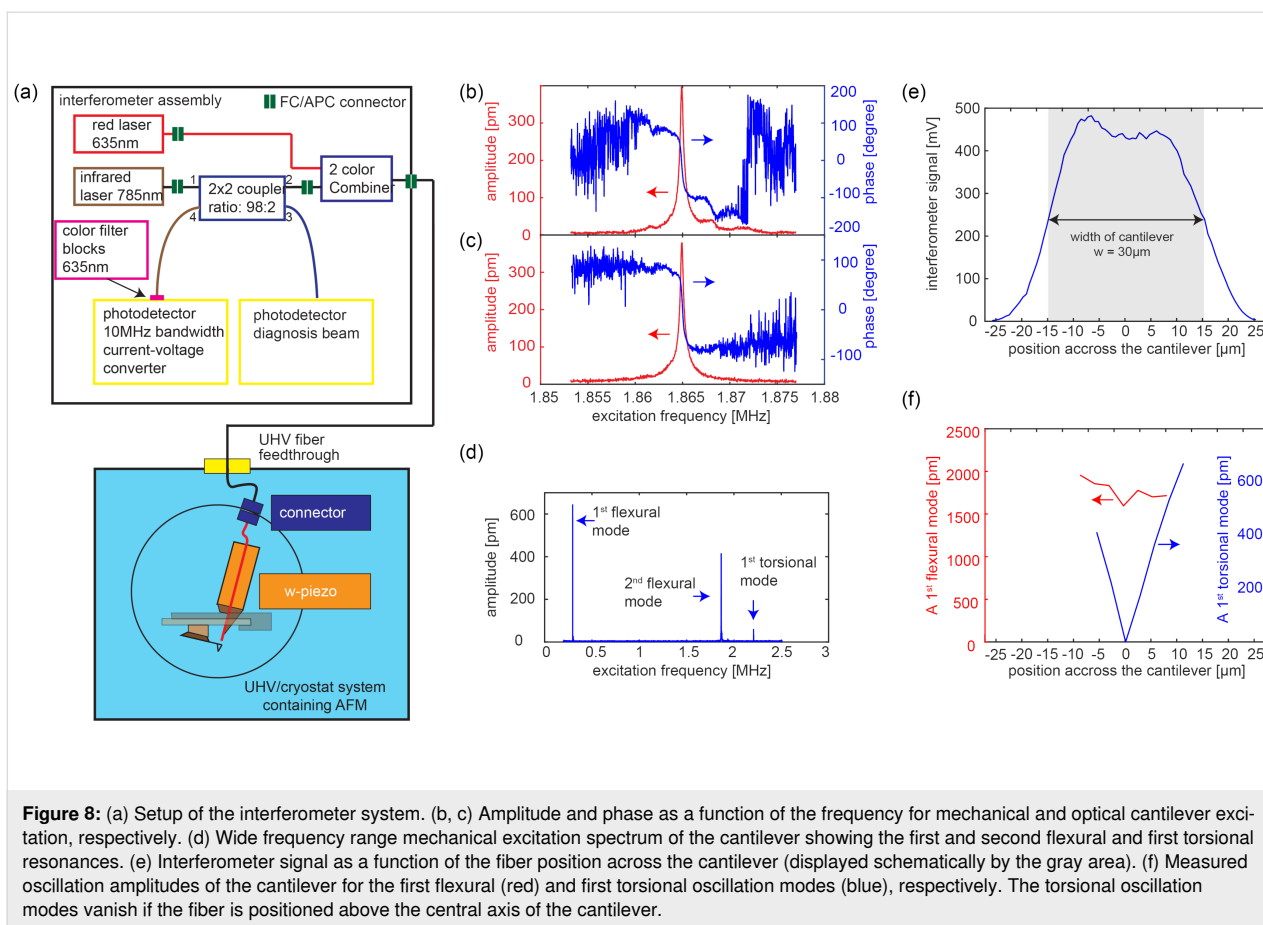 (a)
interferometer assembly
FC/APC connector
red laser
635nm
infrared
laser 785nm
1
2
2x2 coupler
ratio: 98:2
4
3
2 color
Combiner
color filter
blocks
635nm
photodetector
10MHz bandwidth
current-voltage
converter
photodetector
diagnosis beam
UHV fiber
feedthrough
connector
w-piezo
UHV/cryostat system
containing AFM
(b)
amplitude [pm]
300
200
100
0
200
100
0
-100
-200
phase [degree]
(c)
amplitude [pm]
300
200
100
0
100
0
-100
phase [degree]
1.85 1.855 1.86 1.865 1.87 1.875 1.88
excitation frequency [MHz]
(d)
amplitude [pm]
600
400
200
0
1st flexural
mode
2nd flexural
mode
1st torsional
mode
0 0.5 1 1.5 2 2.5 3
excitation frequency [MHz]
(e)
interferometer signal [mV]
500
400
300
200
100
0
width of cantilever
w = 30µm
-25 -20 -15 -10 -5 0 5 10 15 20 25
position accross the cantilever [µm]
(f)
A 1st flexural mode [pm]
2500
2000
1500
1000
500
0
600
400
200
A 1st torsional mode [pm]
-25 -20 -15 -10 -5 0 5 10 15 20 25
position accross the cantilever [µm]
Figure 8: (a) Setup of the interferometer system. (b, c) Amplitude and phase as a function of the frequency for mechanical and optical cantilever exci-
tation, respectively. (d) Wide frequency range mechanical excitation spectrum of the cantilever showing the first and second flexural and first torsional
resonances. (e) Interferometer signal as a function of the fiber position across the cantilever (displayed schematically by the gray area). (f) Measured
oscillation amplitudes of the cantilever for the first flexural (red) and first torsional oscillation modes (blue), respectively. The torsional oscillation
modes vanish if the fiber is positioned above the central axis of the cantilever.